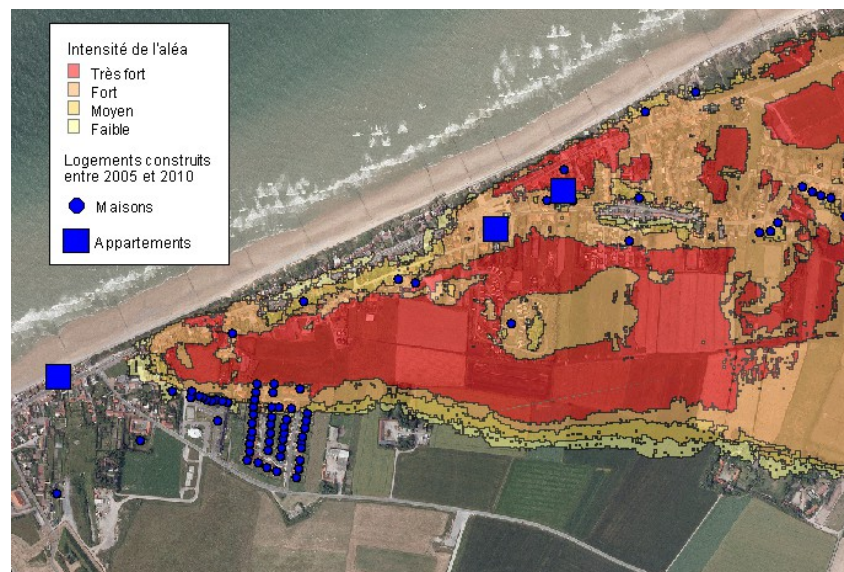 Intensité de l'aléa
Très fort
Fort
Moyen
Faible
Logements construits
entre 2005 et 2010
Maisons
Appartements